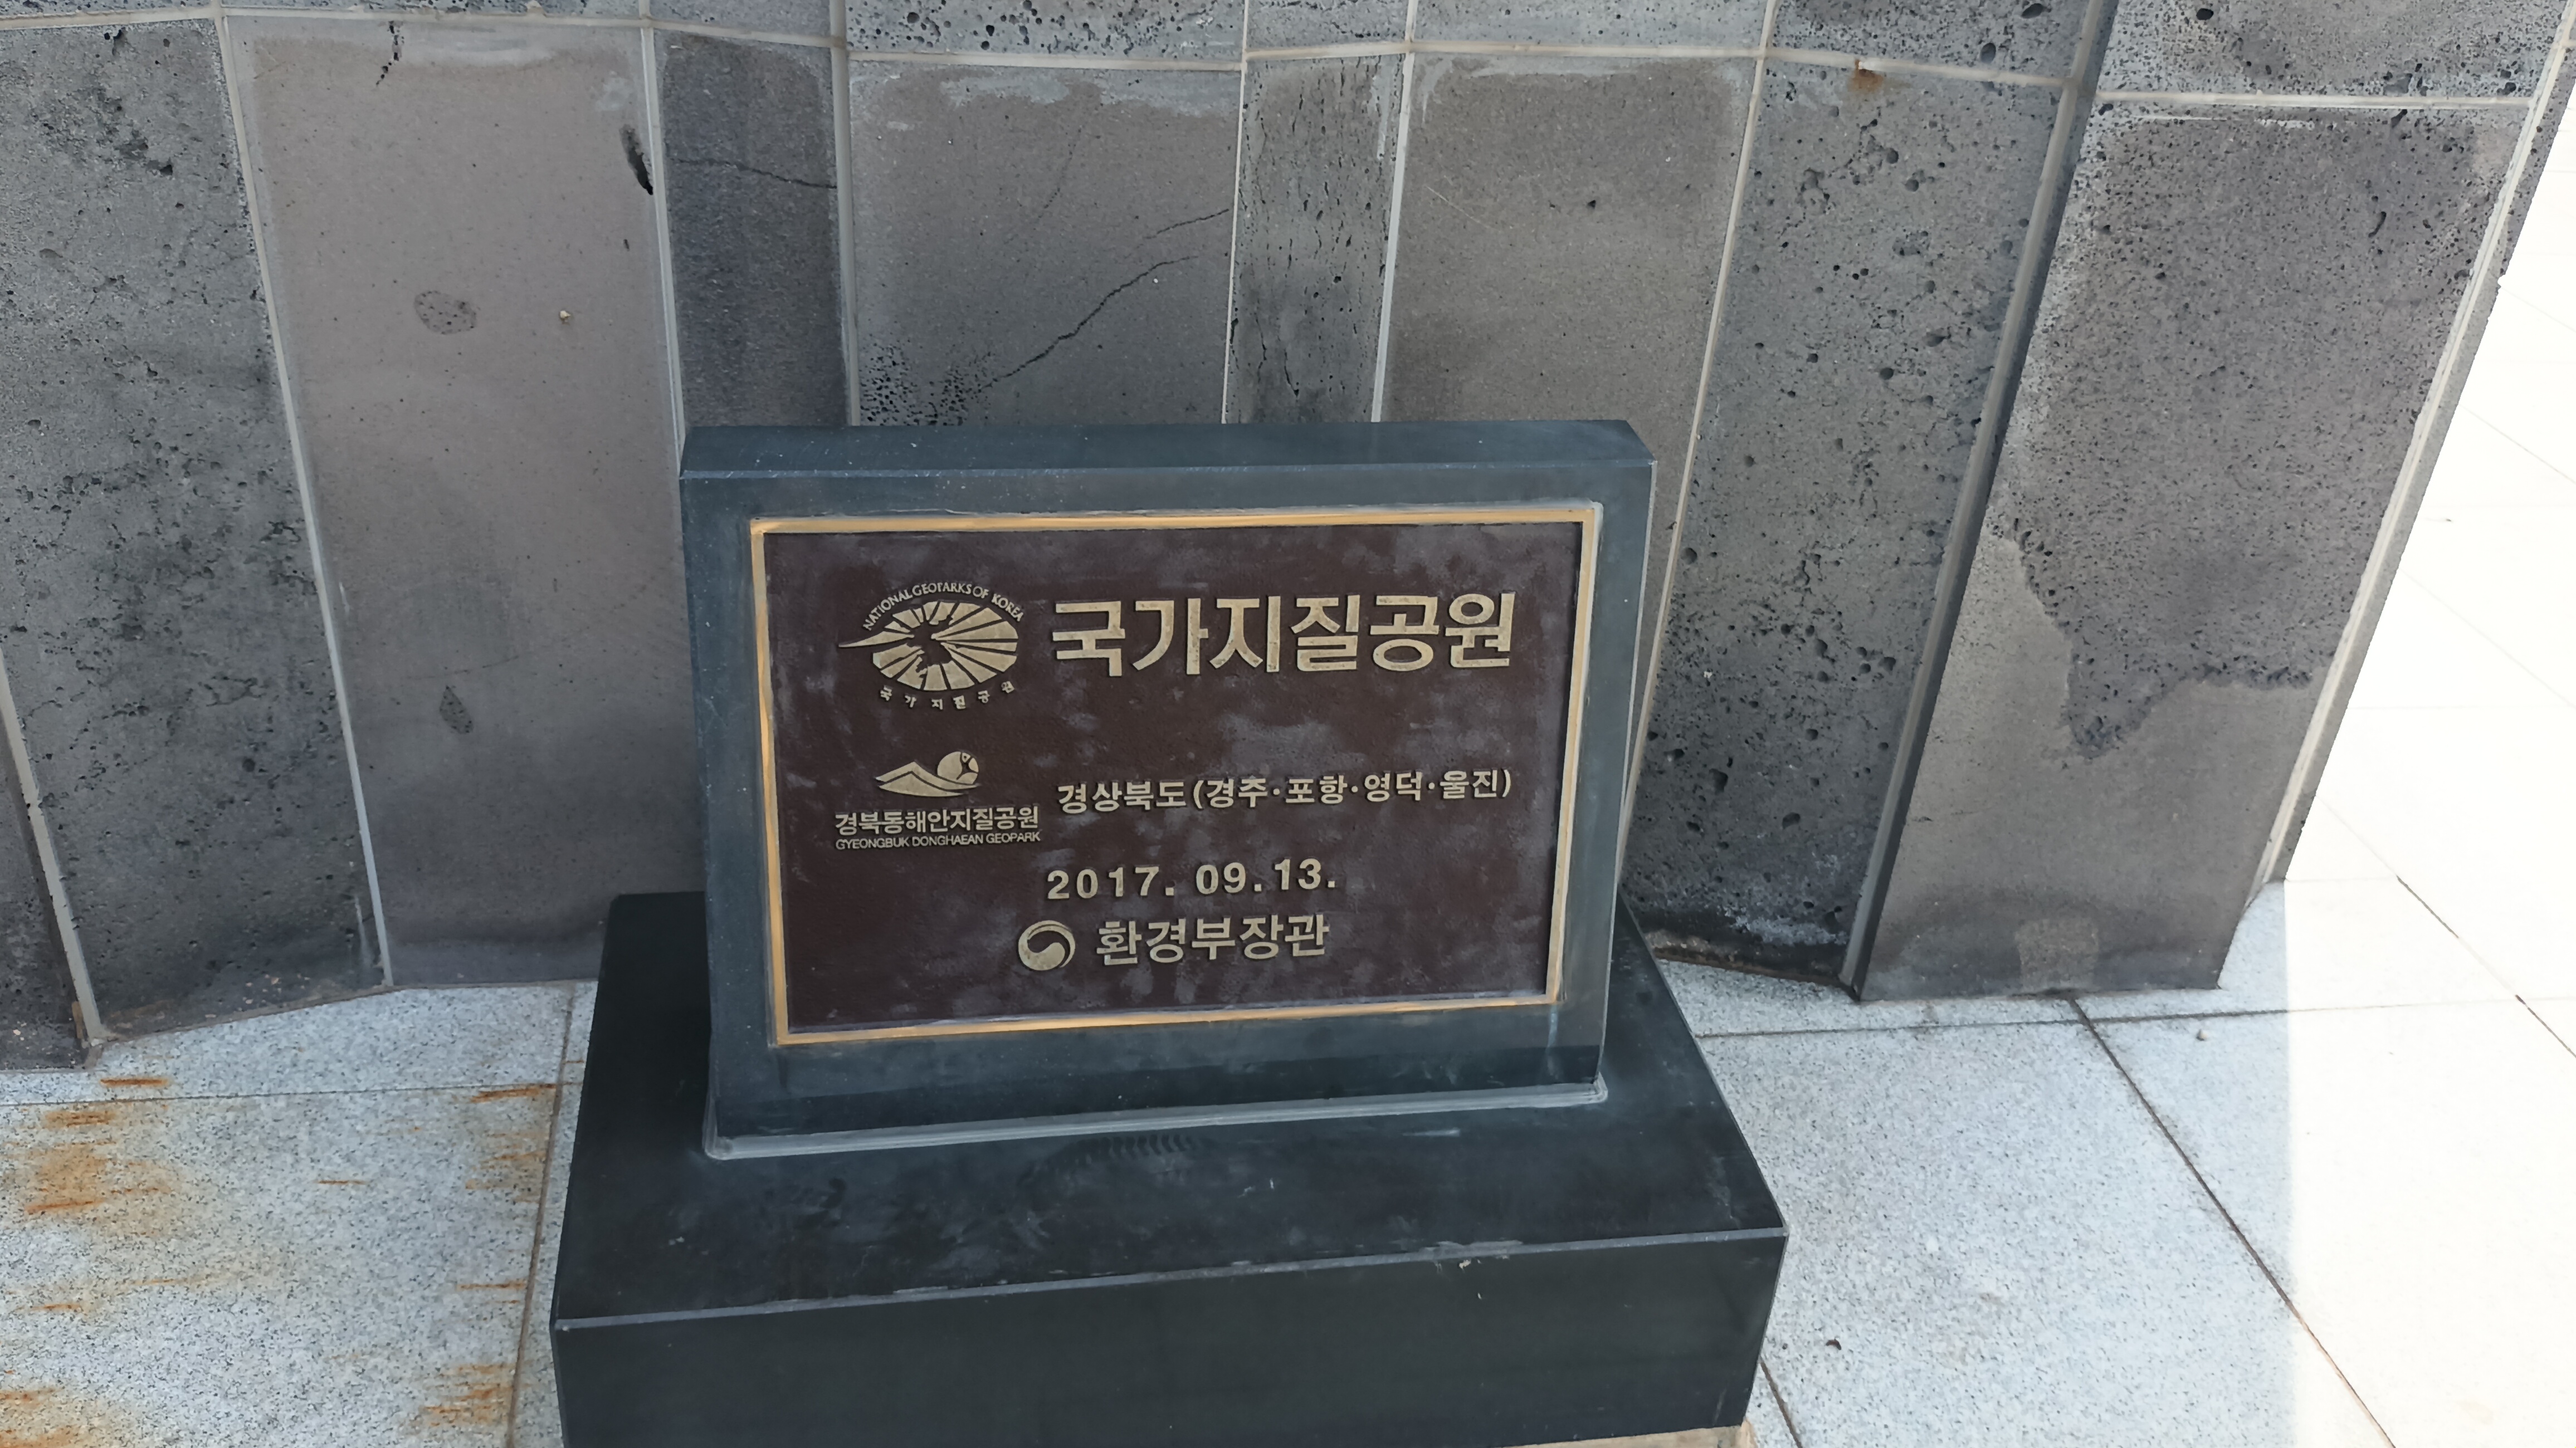 NATIONAL GEOPARKS OF KOREA
국가지질공원
국가지질공원
경북동해안지질공원
GYEONGBUK DONGHAEAN GEOPARK
경상북도(경주·포항·영덕·울진)
2017. 09. 13.
환경부장관